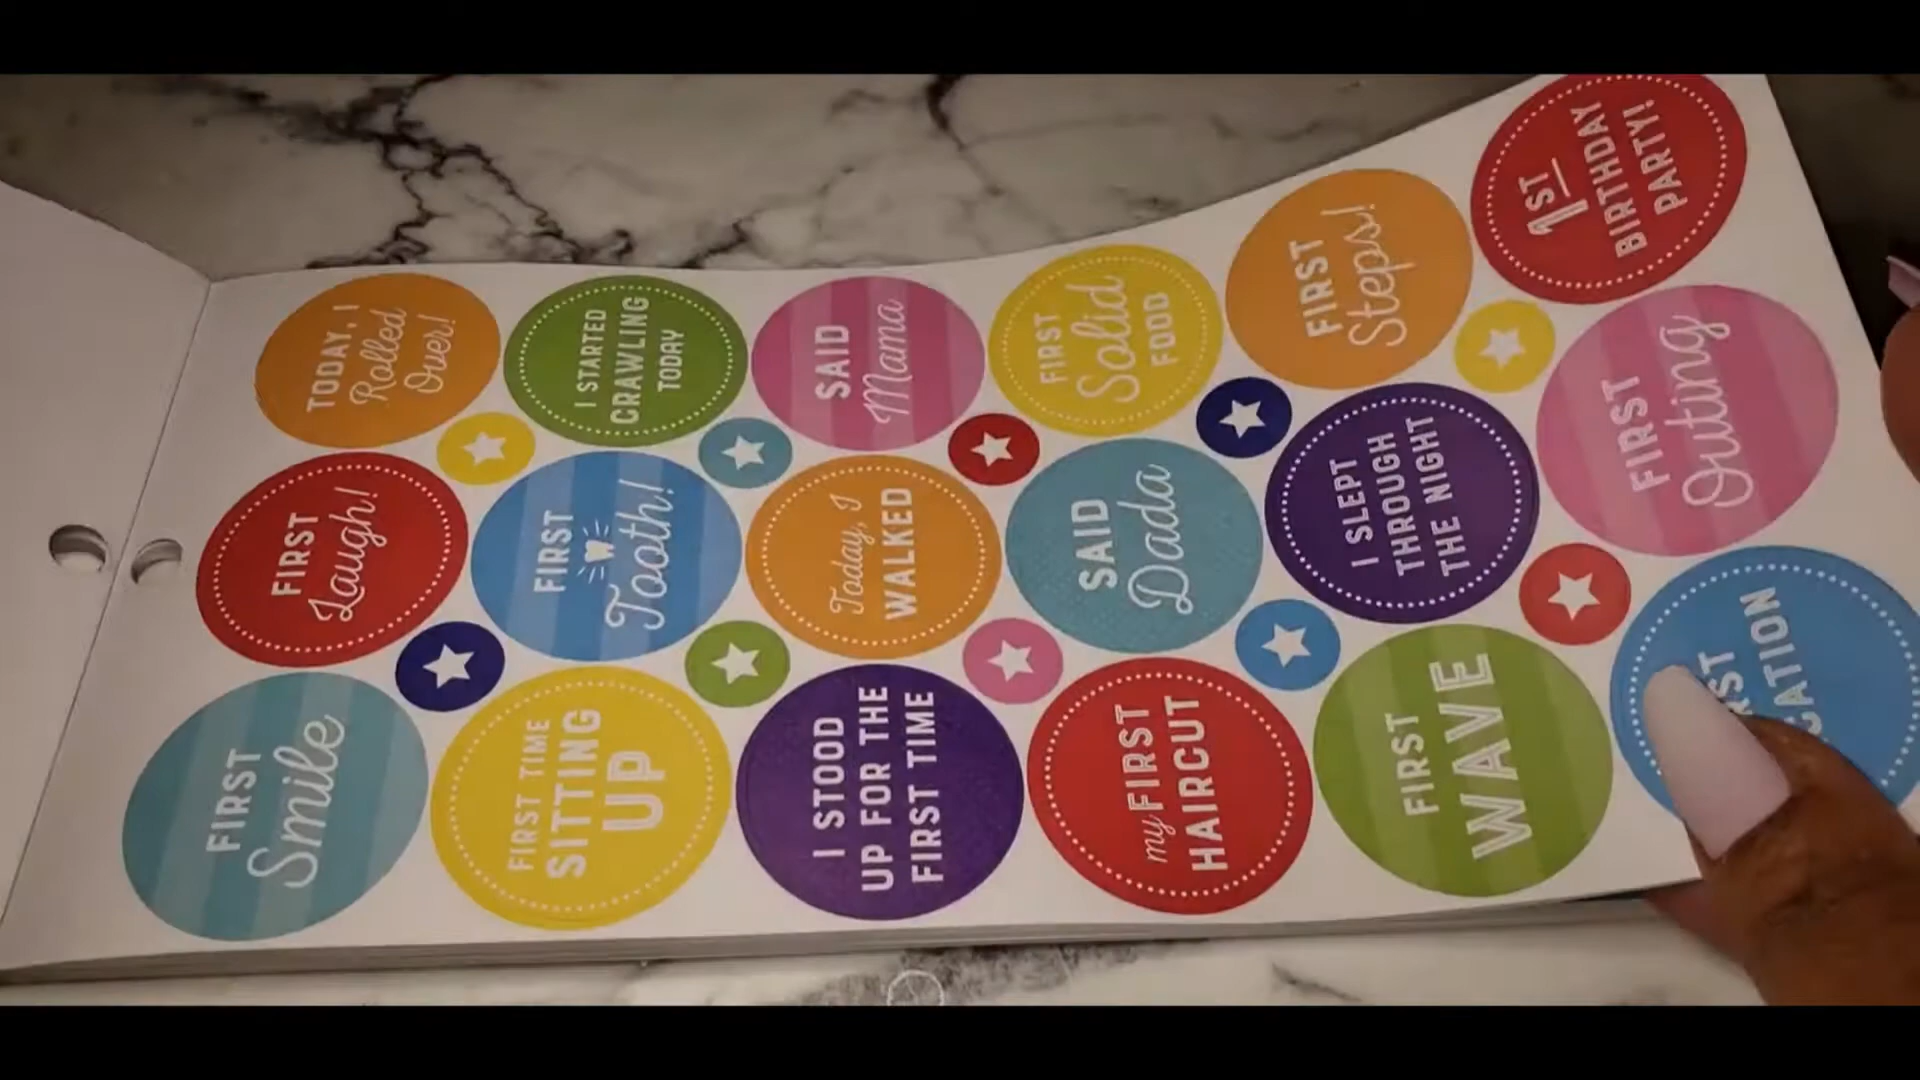 TODAY, I
Rolled
Over!
I STARTED
CRAWLING
TODAY
SAID
Mama
FIRST
Solid
FOOD
FIRST
Steps!
1ST
BIRTHDAY
PARTY!
FIRST
Laugh!
FIRST
Tooth!
Today, I
WALKED
SAID
Dada
I SLEPT
THROUGH
THE NIGHT
FIRST
Outing
FIRST
Smile
FIRST TIME
SITTING
UP
I STOOD
UP FOR THE
FIRST TIME
my FIRST
HAIRCUT
FIRST
WAVE